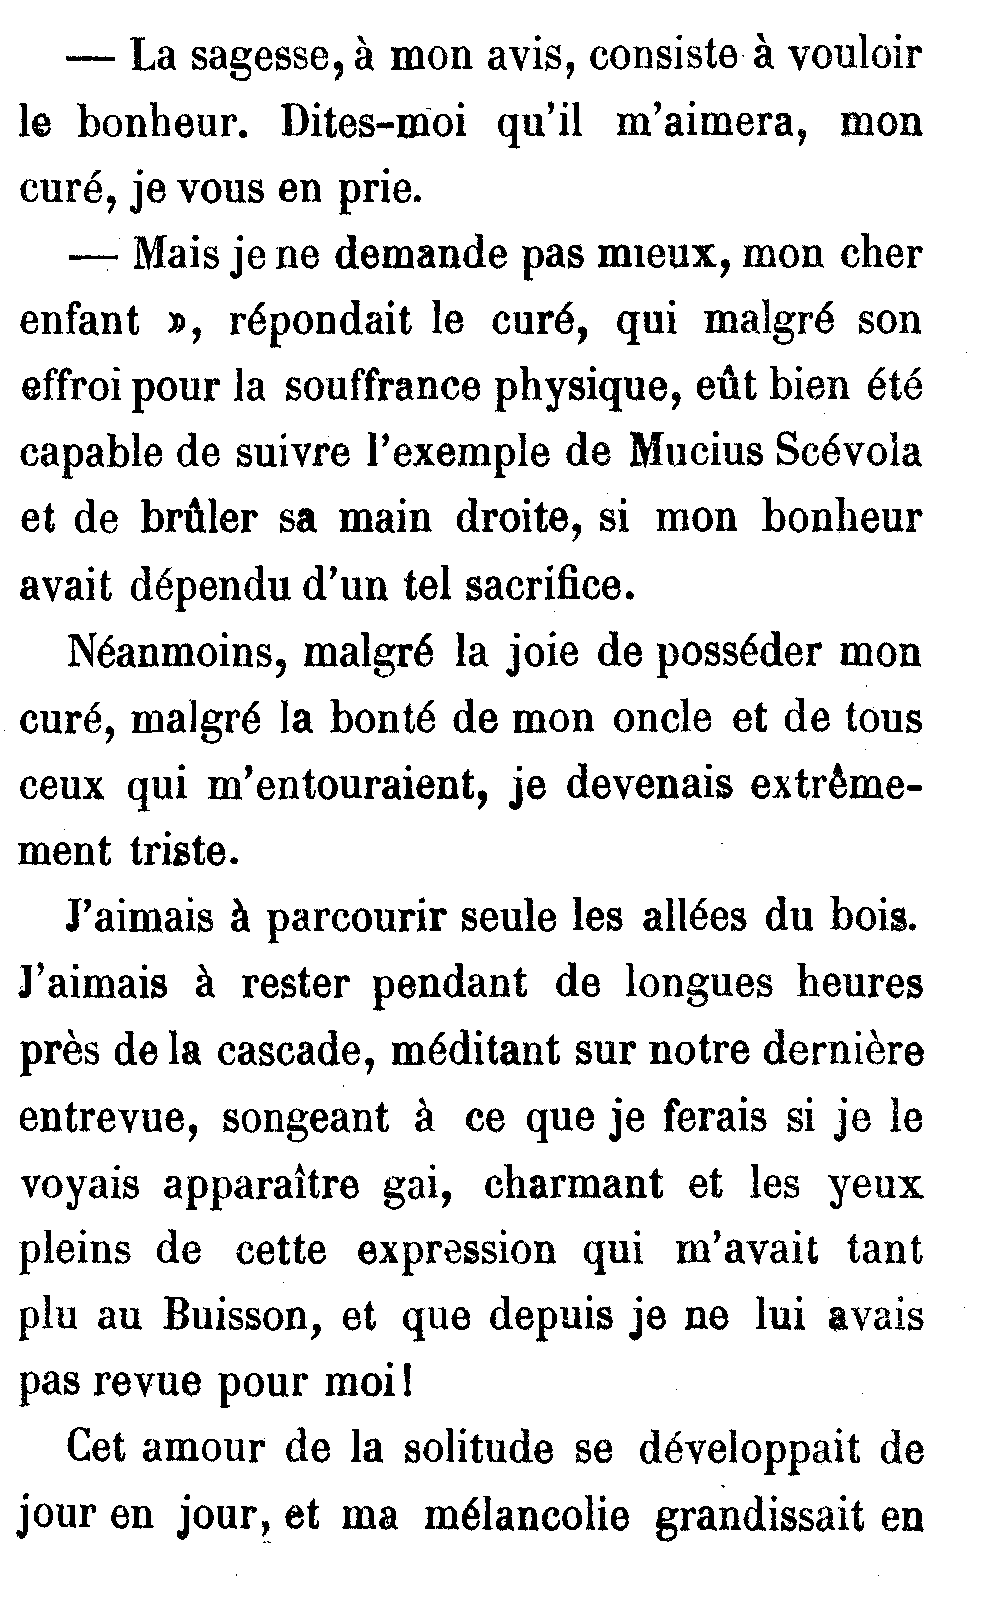 — La sagesse, à mon avis, consiste à vouloir
le bonheur. Dites-moi qu'il m'aimera, mon
curé, je vous en prie.
— Mais je ne demande pas mieux, mon cher
enfant », répondait le curé, qui malgré son
effroi pour la souffrance physique, eût bien été
capable de suivre l'exemple de Mucius Scévola
et de brûler sa main droite, si mon bonheur
avait dépendu d'un tel sacrifice.
Néanmoins, malgré la joie de posséder mon
curé, malgré la bonté de mon oncle et de tous
ceux qui m'entouraient, je devenais extrême-
ment triste.
J'aimais à parcourir seule les allées du bois.
J'aimais à rester pendant de longues heures
près de la cascade, méditant sur notre dernière
entrevue, songeant à ce que je ferais si je le
voyais apparaître gai, charmant et les yeux
pleins de cette expression qui m'avait tant
plu au Buisson, et que depuis je ne lui avais
pas revue pour moi!
Cet amour de la solitude se développait de
jour en jour, et ma mélancolie grandissait en